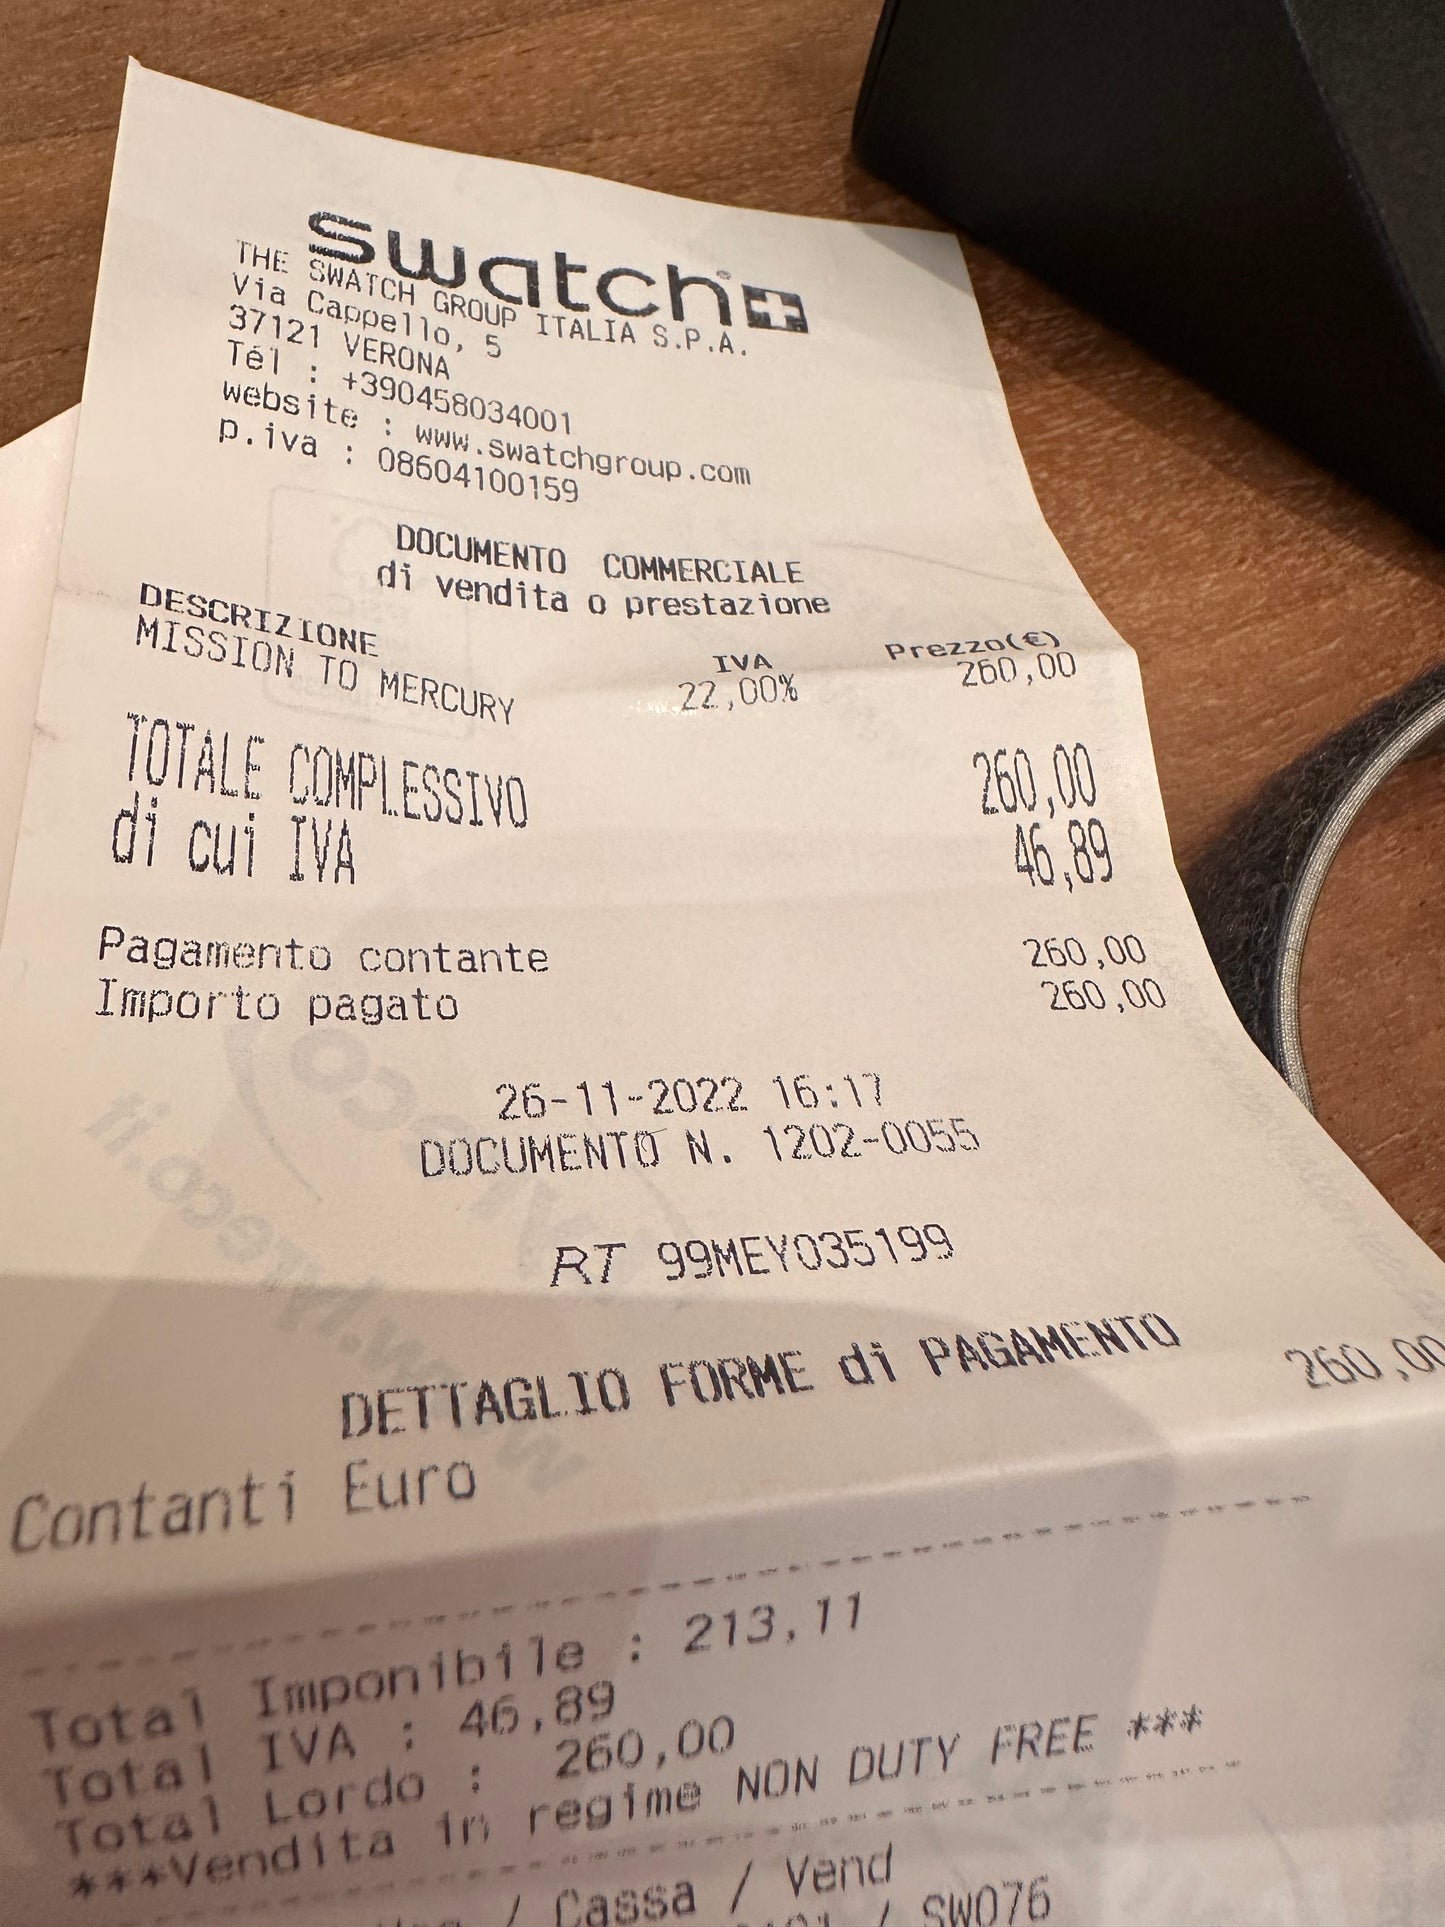 swatch
THE SWATCH GROUP ITALIA S.P.A.
Via Cappello, 5
37121 VERONA
Tél : +390458034001
website : www.swatchgroup.com
p.iva : 08604100159
DOCUMENTO COMMERCIALE
di vendita o prestazione
DESCRIZIONE IVA Prezzo(€)
MISSION TO MERCURY 22,00% 260,00
TOTALE COMPLESSIVO 260,00
di cui IVA 46,89
Pagamento contante 260,00
Importo pagato 260,00
26-11-2022 16:17
DOCUMENTO N. 1202-0055
RT 99MEY035199
DETTAGLIO FORME di PAGAMENTO
Contanti Euro 260,00
Total Imponibile : 213,11
Total IVA : 46,89
Total Lordo : 260,00
***Vendita in regime NON DUTY FREE ***
/ Cassa / Vend
/ SW076